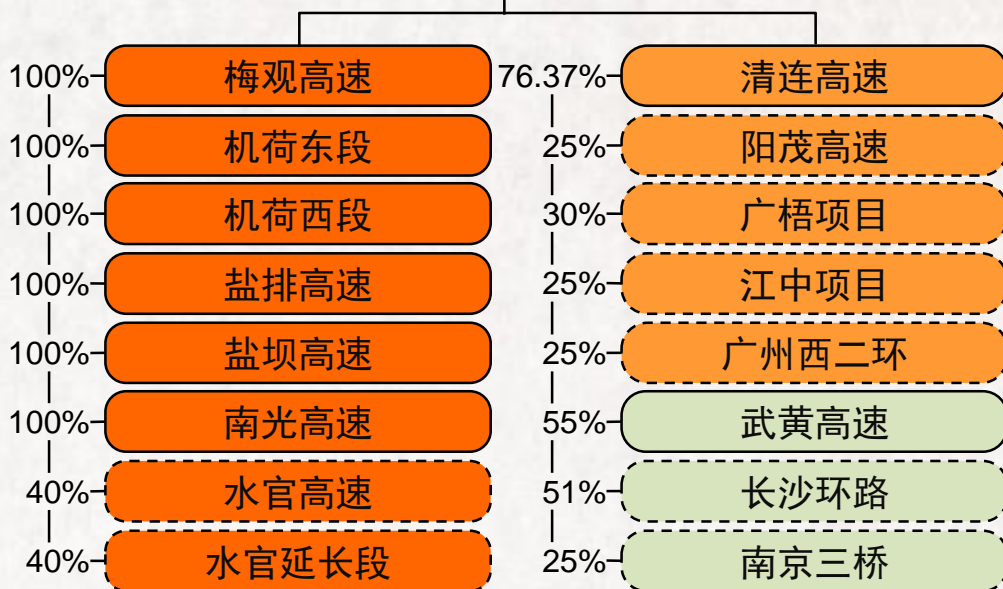 100% 梅观高速
100% 机荷东段
100% 机荷西段
100% 盐排高速
100% 盐坝高速
100% 南光高速
40% 水官高速
40% 水官延长段
76.37% 清连高速
25% 阳茂高速
30% 广梧项目
25% 江中项目
25% 广州西二环
55% 武黄高速
51% 长沙环路
25% 南京三桥